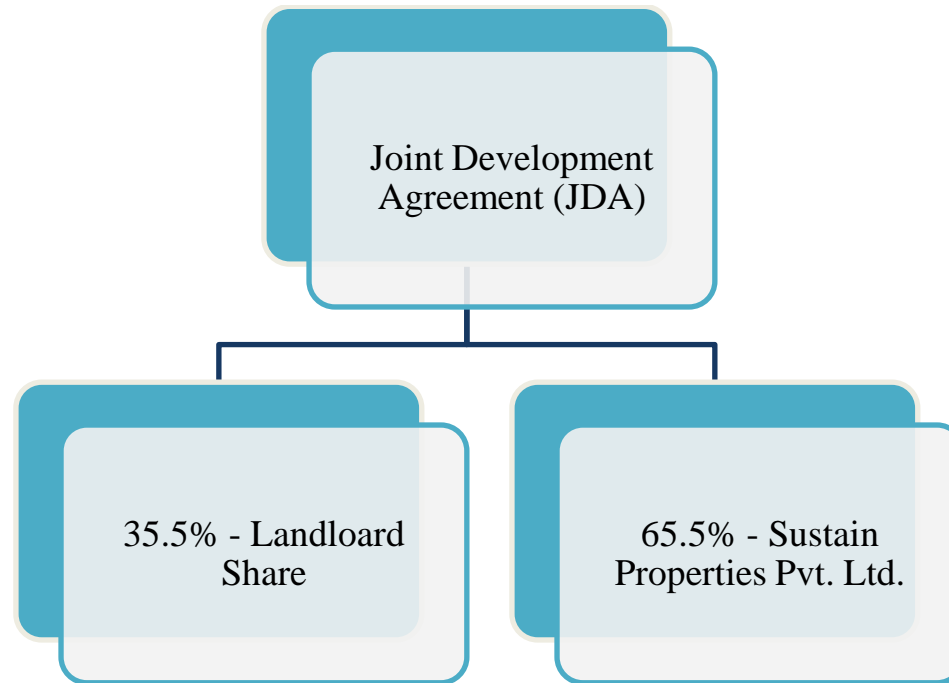 Joint Development
Agreement (JDA)
35.5% - Landloard
Share
65.5% - Sustain
Properties Pvt. Ltd.